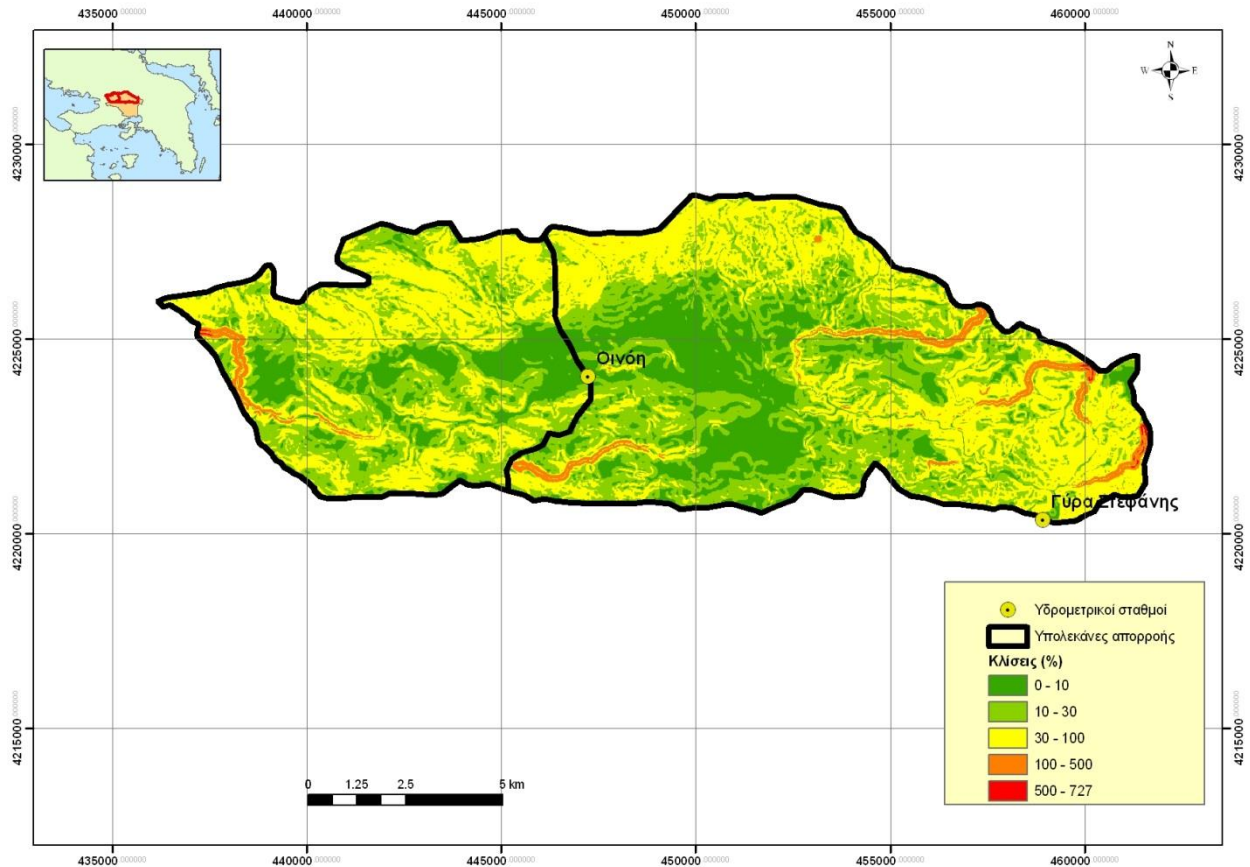 435000.000000 440000.000000 445000.000000 450000.000000 455000.000000 460000.000000
N
W E
S
4230000.000000 4230000.000000
4225000.000000 4225000.000000
Οινόη
Γύρα Στεφάνης
4220000.000000 4220000.000000
Υδρομετρικοί σταθμοί
Υπολεκάνες απορροής
Κλίσεις (%)
0 - 10
10 - 30
30 - 100
100 - 500
500 - 727
4215000.000000 4215000.000000
0 1.25 2.5 5 km
435000.000000 440000.000000 445000.000000 450000.000000 455000.000000 460000.000000